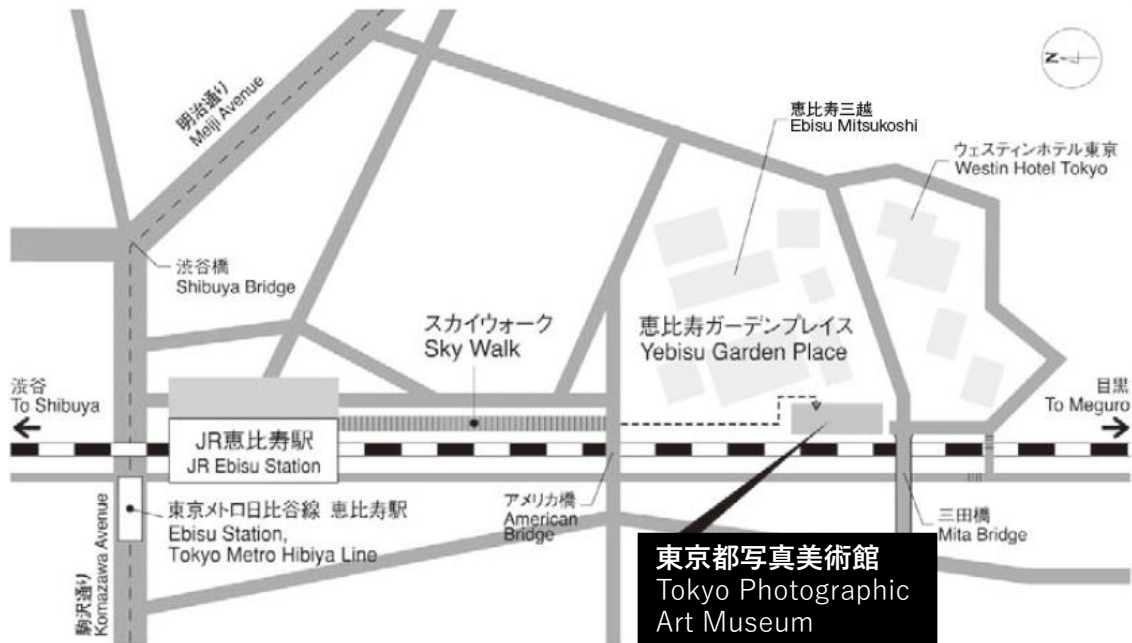 明治通り
Meiji Avenue
N
恵比寿三越
Ebisu Mitsukoshi
ウェスティンホテル東京
Westin Hotel Tokyo
渋谷橋
Shibuya Bridge
スカイウォーク
Sky Walk
恵比寿ガーデンプレイス
Yebisu Garden Place
渋谷
To Shibuya
目黒
To Meguro
JR恵比寿駅
JR Ebisu Station
東京メトロ日比谷線 恵比寿駅
Ebisu Station,
Tokyo Metro Hibiya Line
アメリカ橋
American
Bridge
三田橋
Mita Bridge
駒沢通り
Komazawa Avenue
東京都写真美術館
Tokyo Photographic
Art Museum